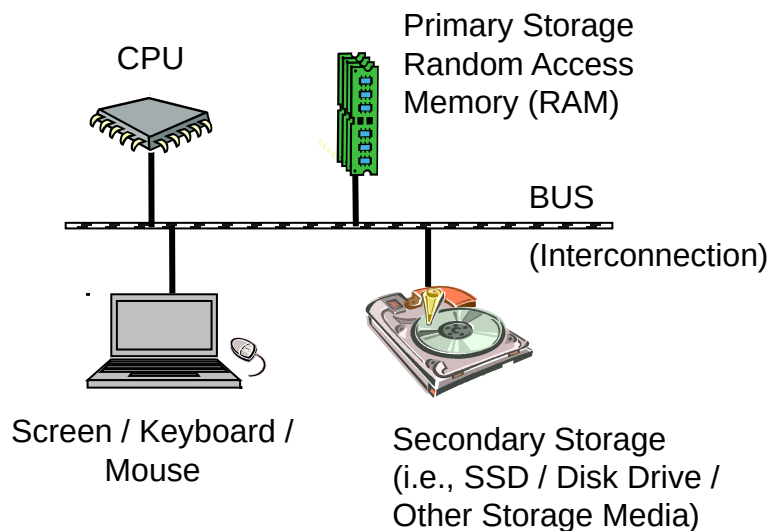 CPU
Primary Storage
Random Access
Memory (RAM)
BUS
(Interconnection)
Screen / Keyboard /
Mouse
Secondary Storage
(i.e., SSD / Disk Drive /
Other Storage Media)